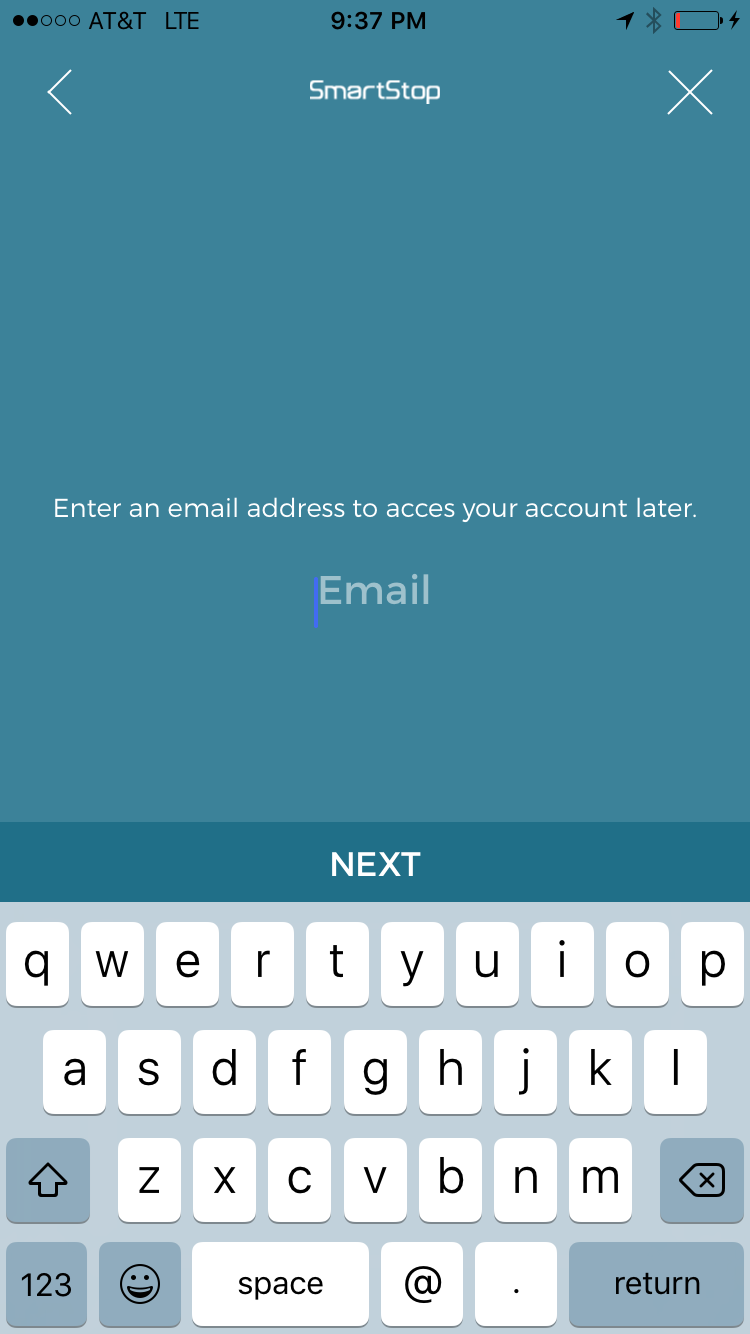 AT&T LTE 9:37 PM
SmartStop
Enter an email address to acces your account later.
Email
NEXT
q w e r t y u i o p
a s d f g h j k l
z x c v b n m
123 space @ . return